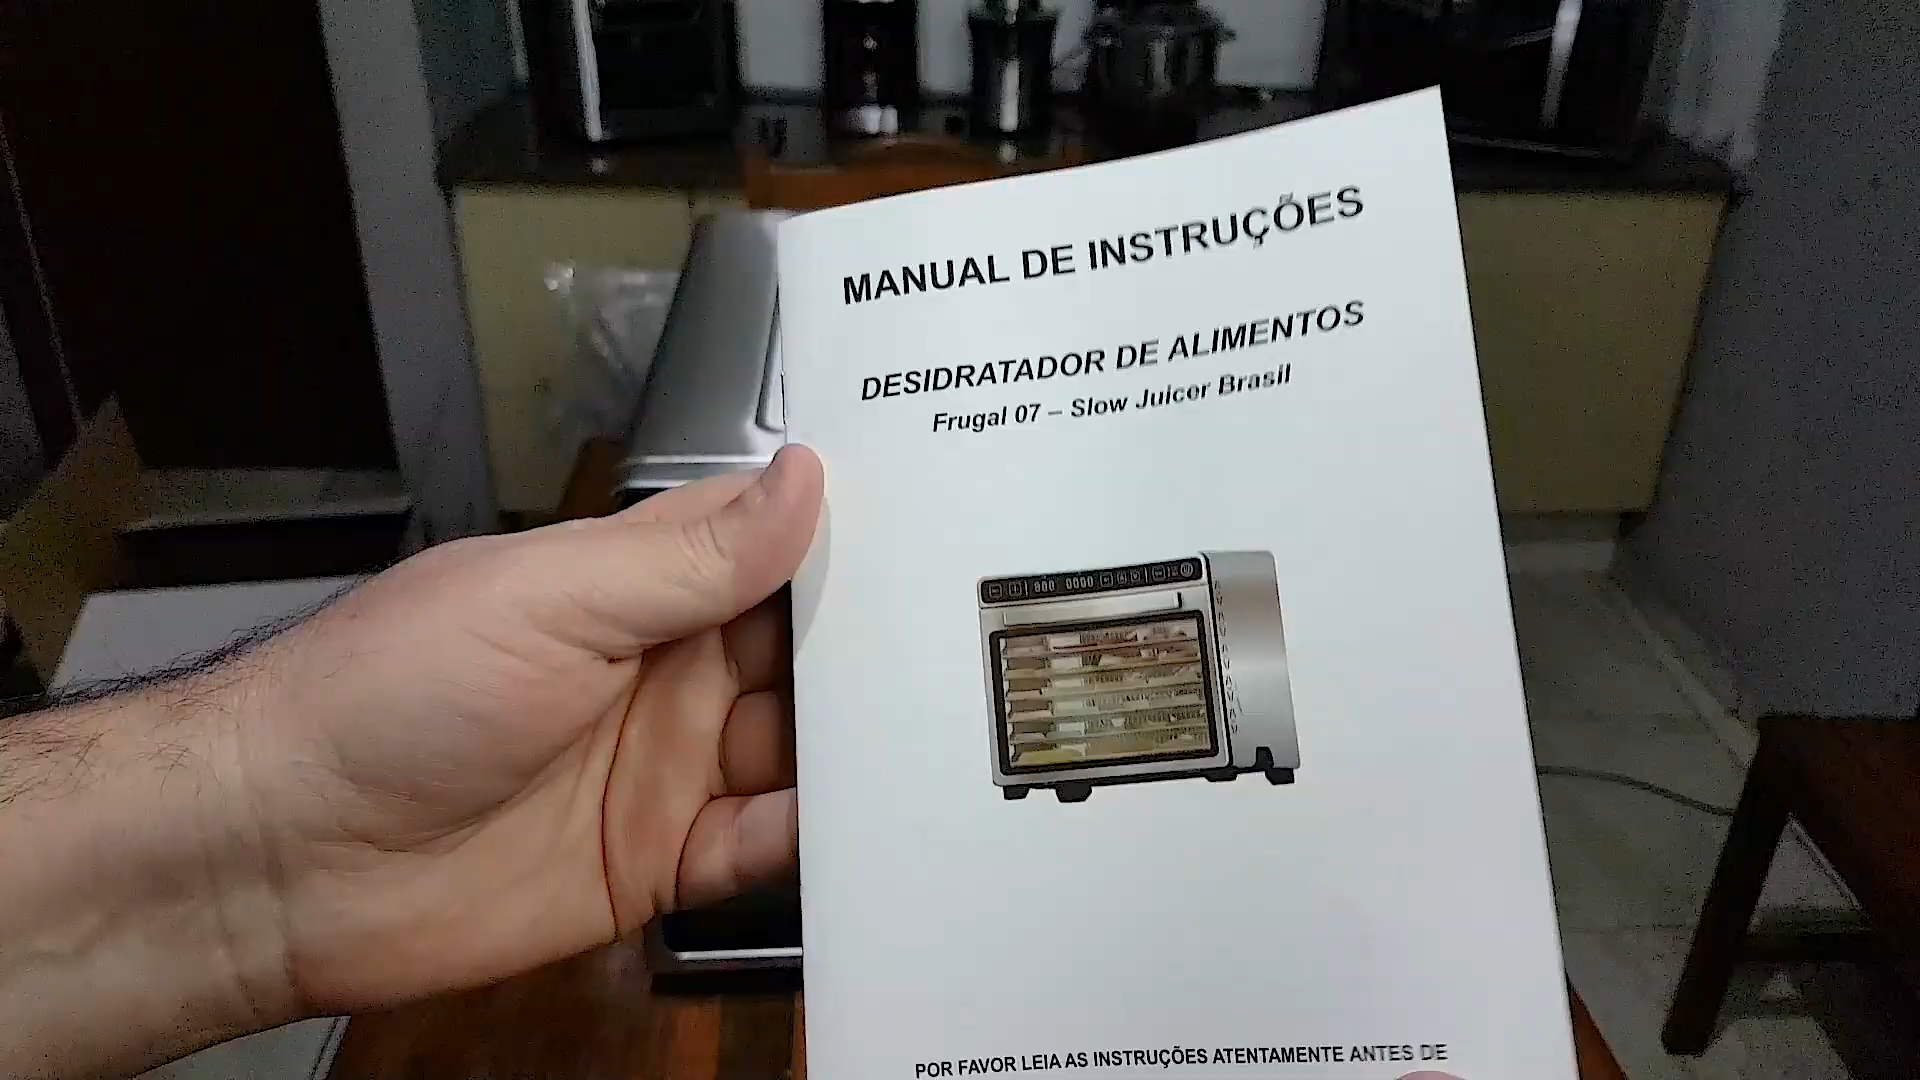 MANUAL DE INSTRUÇÕES
DESIDRATADOR DE ALIMENTOS
Frugal 07 – Slow Juicer Brasil
POR FAVOR LEIA AS INSTRUÇÕES ATENTAMENTE ANTES DE